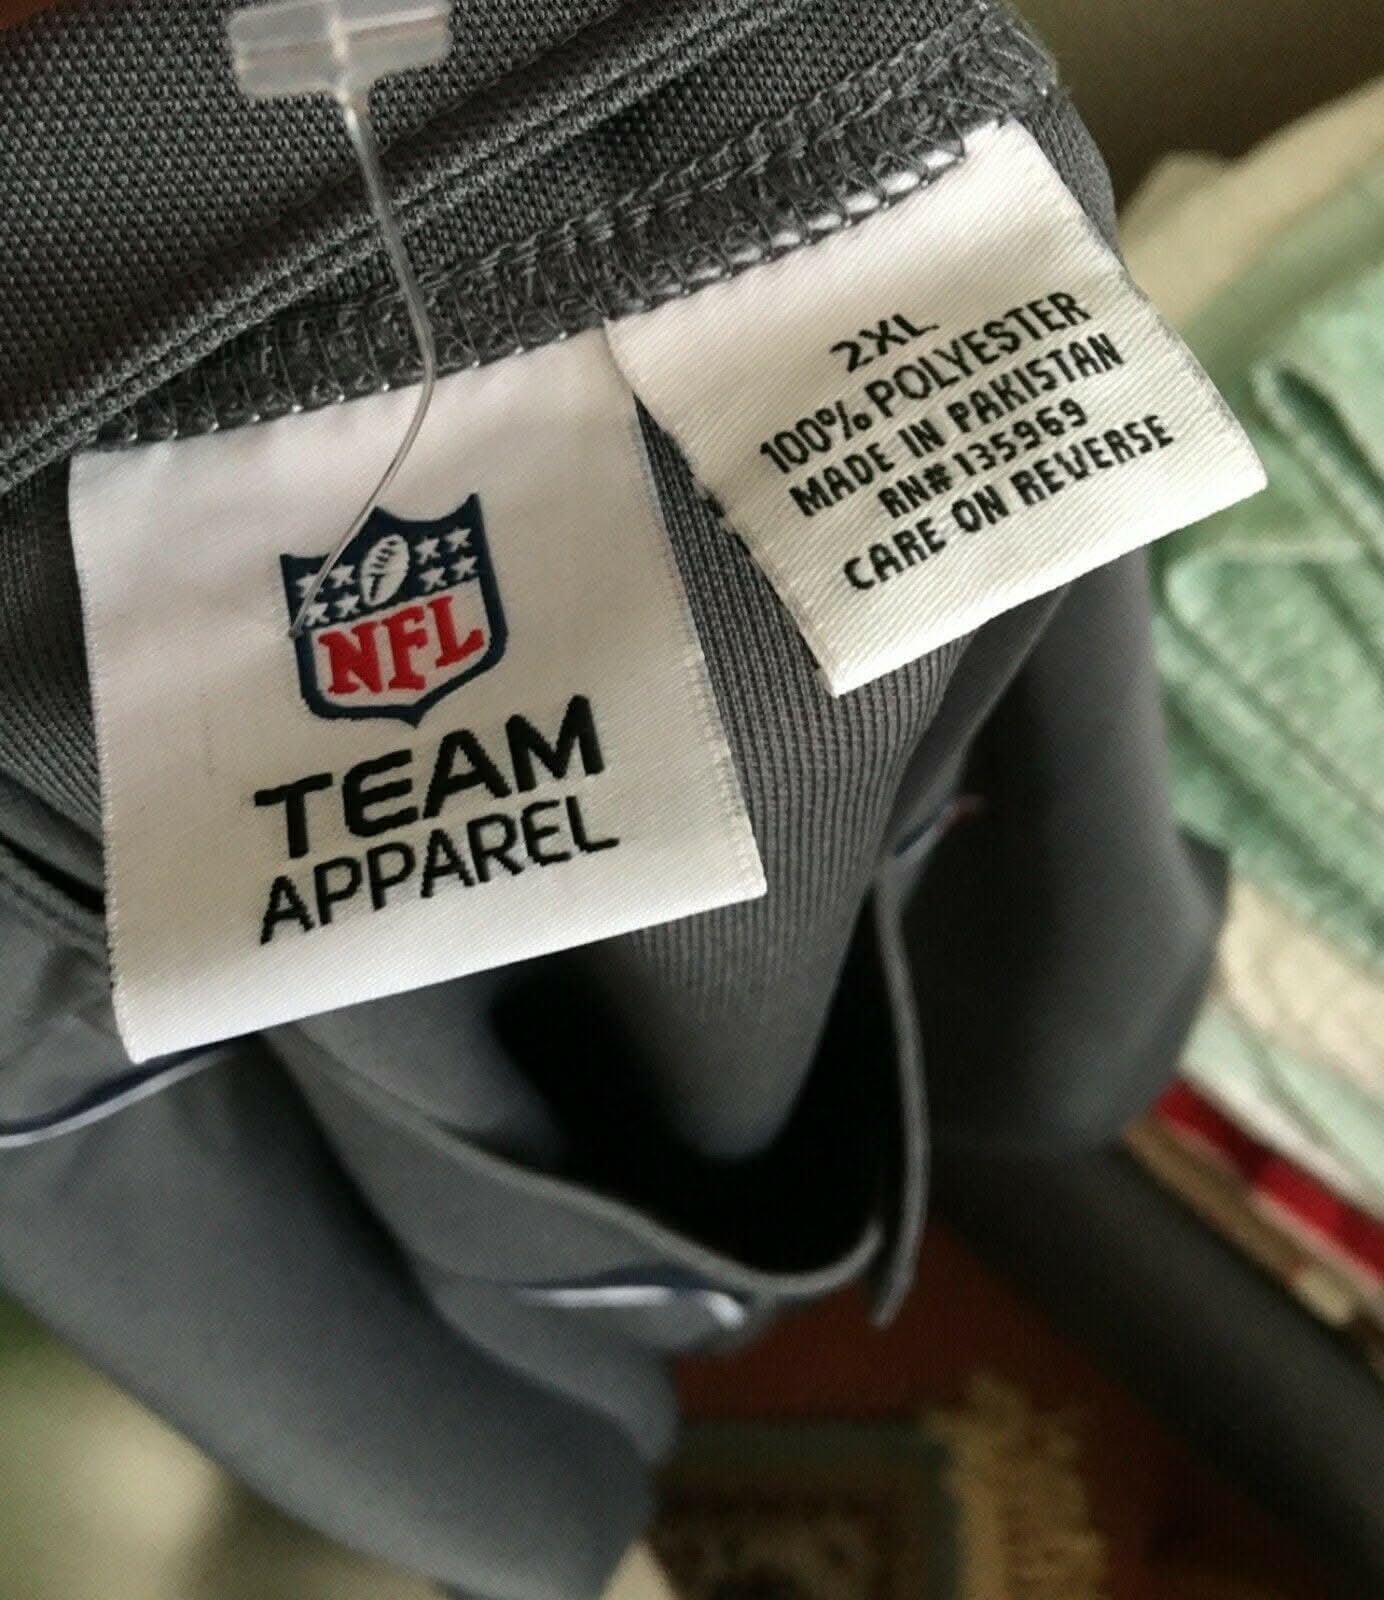 NFL
TEAM
APPAREL
2XL
100% POLYESTER
MADE IN PAKISTAN
RN# 135969
CARE ON REVERSE